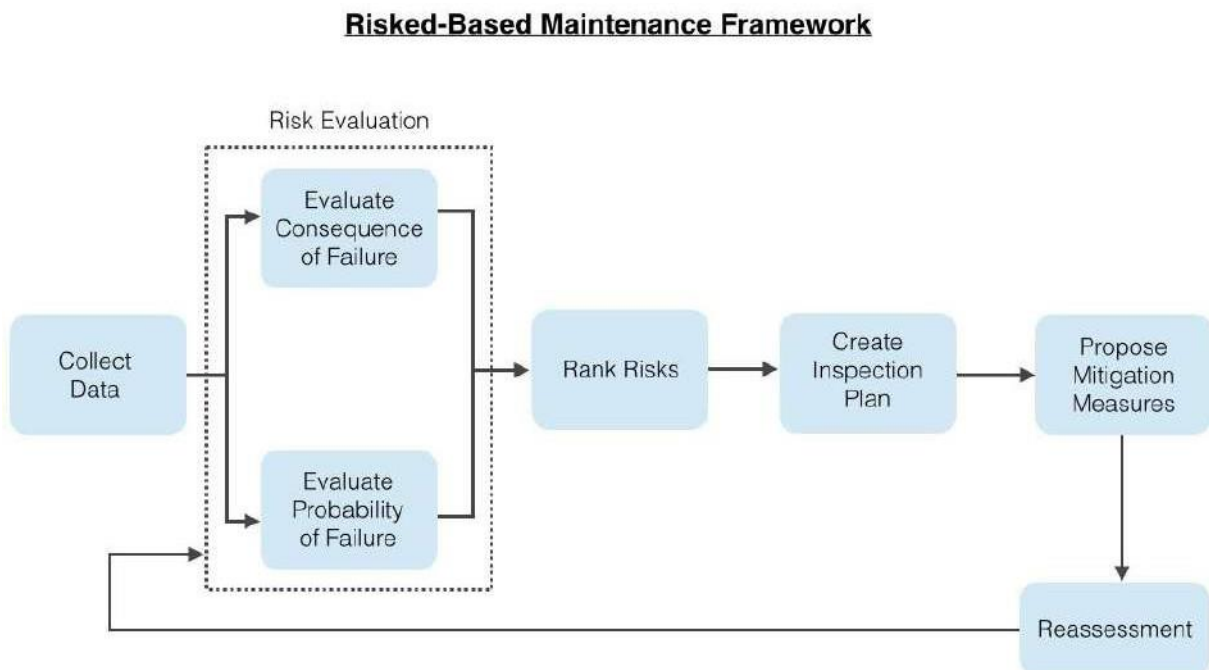 Risked-Based Maintenance Framework
Risk Evaluation
Evaluate
Consequence
of Failure
Collect
Data
Evaluate
Probability
of Failure
Rank Risks
Create
Inspection
Plan
Propose
Mitigation
Measures
Reassessment